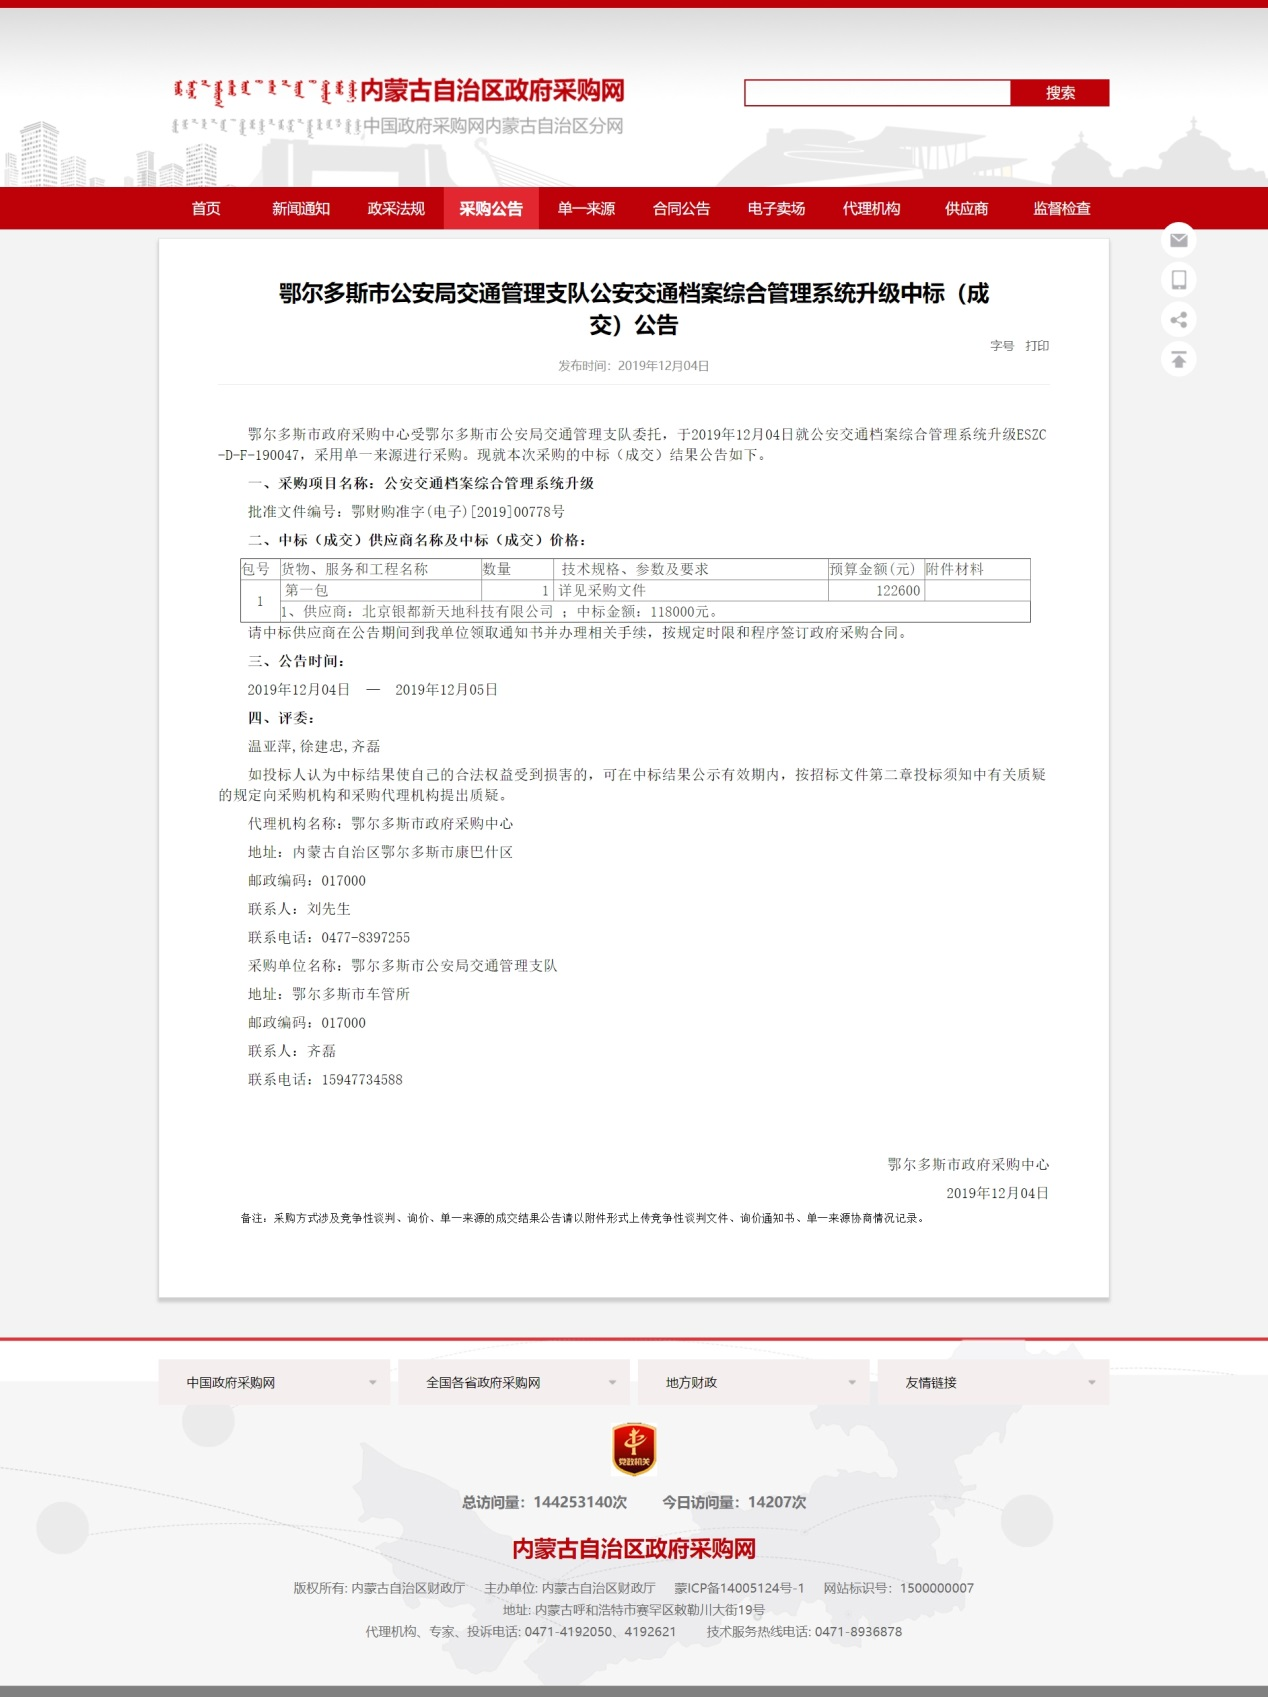 内蒙古自治区政府采购网
中国政府采购网内蒙古自治区分网
搜索
首页 新闻通知 政采法规 采购公告 单一来源 合同公告 电子卖场 代理机构 供应商 监督检查
鄂尔多斯市公安局交通管理支队公安交通档案综合管理系统升级中标（成
交）公告
字号 打印
发布时间：2019年12月04日
鄂尔多斯市政府采购中心受鄂尔多斯市公安局交通管理支队委托，于2019年12月04日就公安交通档案综合管理系统升级ESZC
-D-F-190047，采用单一来源进行采购。现就本次采购的中标（成交）结果公告如下。
一、采购项目名称：公安交通档案综合管理系统升级
批准文件编号：鄂财购准字(电子)[2019]00778号
二、中标（成交）供应商名称及中标（成交）价格：
包号 货物、服务和工程名称 数量 技术规格、参数及要求 预算金额(元) 附件材料
1 第一包 1 详见采购文件 122600
1、供应商：北京银都新天地科技有限公司 ；中标金额：118000元。
请中标供应商在公告期间到我单位领取通知书并办理相关手续，按规定时限和程序签订政府采购合同。
三、公告时间：
2019年12月04日 — 2019年12月05日
四、评委：
温亚萍,徐建忠,齐磊
如投标人认为中标结果使自己的合法权益受到损害的，可在中标结果公示有效期内，按招标文件第二章投标须知中有关质疑
的规定向采购机构和采购代理机构提出质疑。
代理机构名称：鄂尔多斯市政府采购中心
地址：内蒙古自治区鄂尔多斯市康巴什区
邮政编码：017000
联系人：刘先生
联系电话：0477-8397255
采购单位名称：鄂尔多斯市公安局交通管理支队
地址：鄂尔多斯市车管所
邮政编码：017000
联系人：齐磊
联系电话：15947734588
鄂尔多斯市政府采购中心
2019年12月04日
备注：采购方式涉及竞争性谈判、询价、单一来源的成交结果公告请以附件形式上传竞争性谈判文件、询价通知书、单一来源协商情况记录。
中国政府采购网 全国各省政府采购网 地方财政 友情链接
党政机关
总访问量：144253140次 今日访问量：14207次
内蒙古自治区政府采购网
版权所有: 内蒙古自治区财政厅 主办单位: 内蒙古自治区财政厅 蒙ICP备14005124号-1 网站标识号：1500000007
地址: 内蒙古呼和浩特市赛罕区敕勒川大街19号
代理机构、专家、投诉电话: 0471-4192050、4192621 技术服务热线电话: 0471-8936878